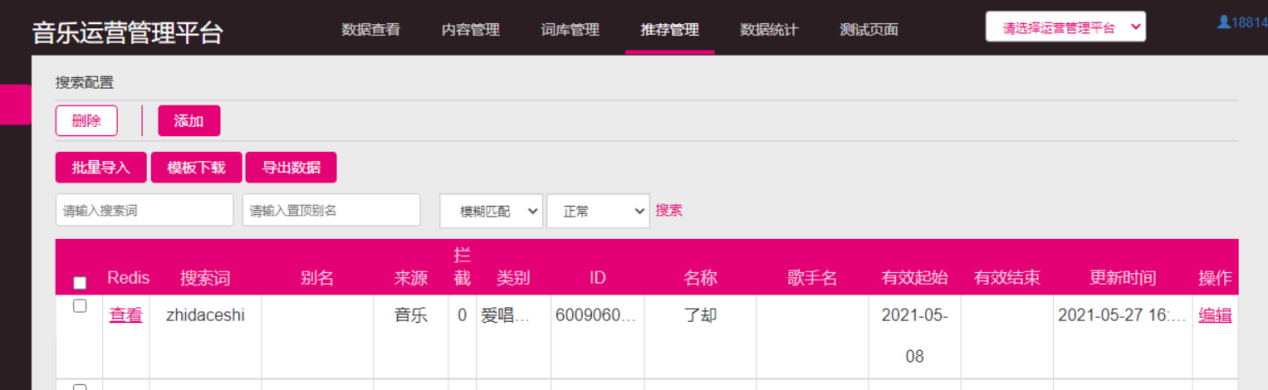 音乐运营管理平台 数据查看 内容管理 词库管理 推荐管理 数据统计 测试页面 请选择运营管理平台 18814
搜索配置
删除 添加
批量导入 模板下载 导出数据
请输入搜索词 请输入置顶别名 模糊匹配 正常 搜索
Redis 搜索词 别名 来源 拦截 类别 ID 名称 歌手名 有效起始 有效结束 更新时间 操作
查看 zhidaceshi 音乐 0 爱唱... 6009060... 了却 2021-05-08 2021-05-27 16:... 编辑